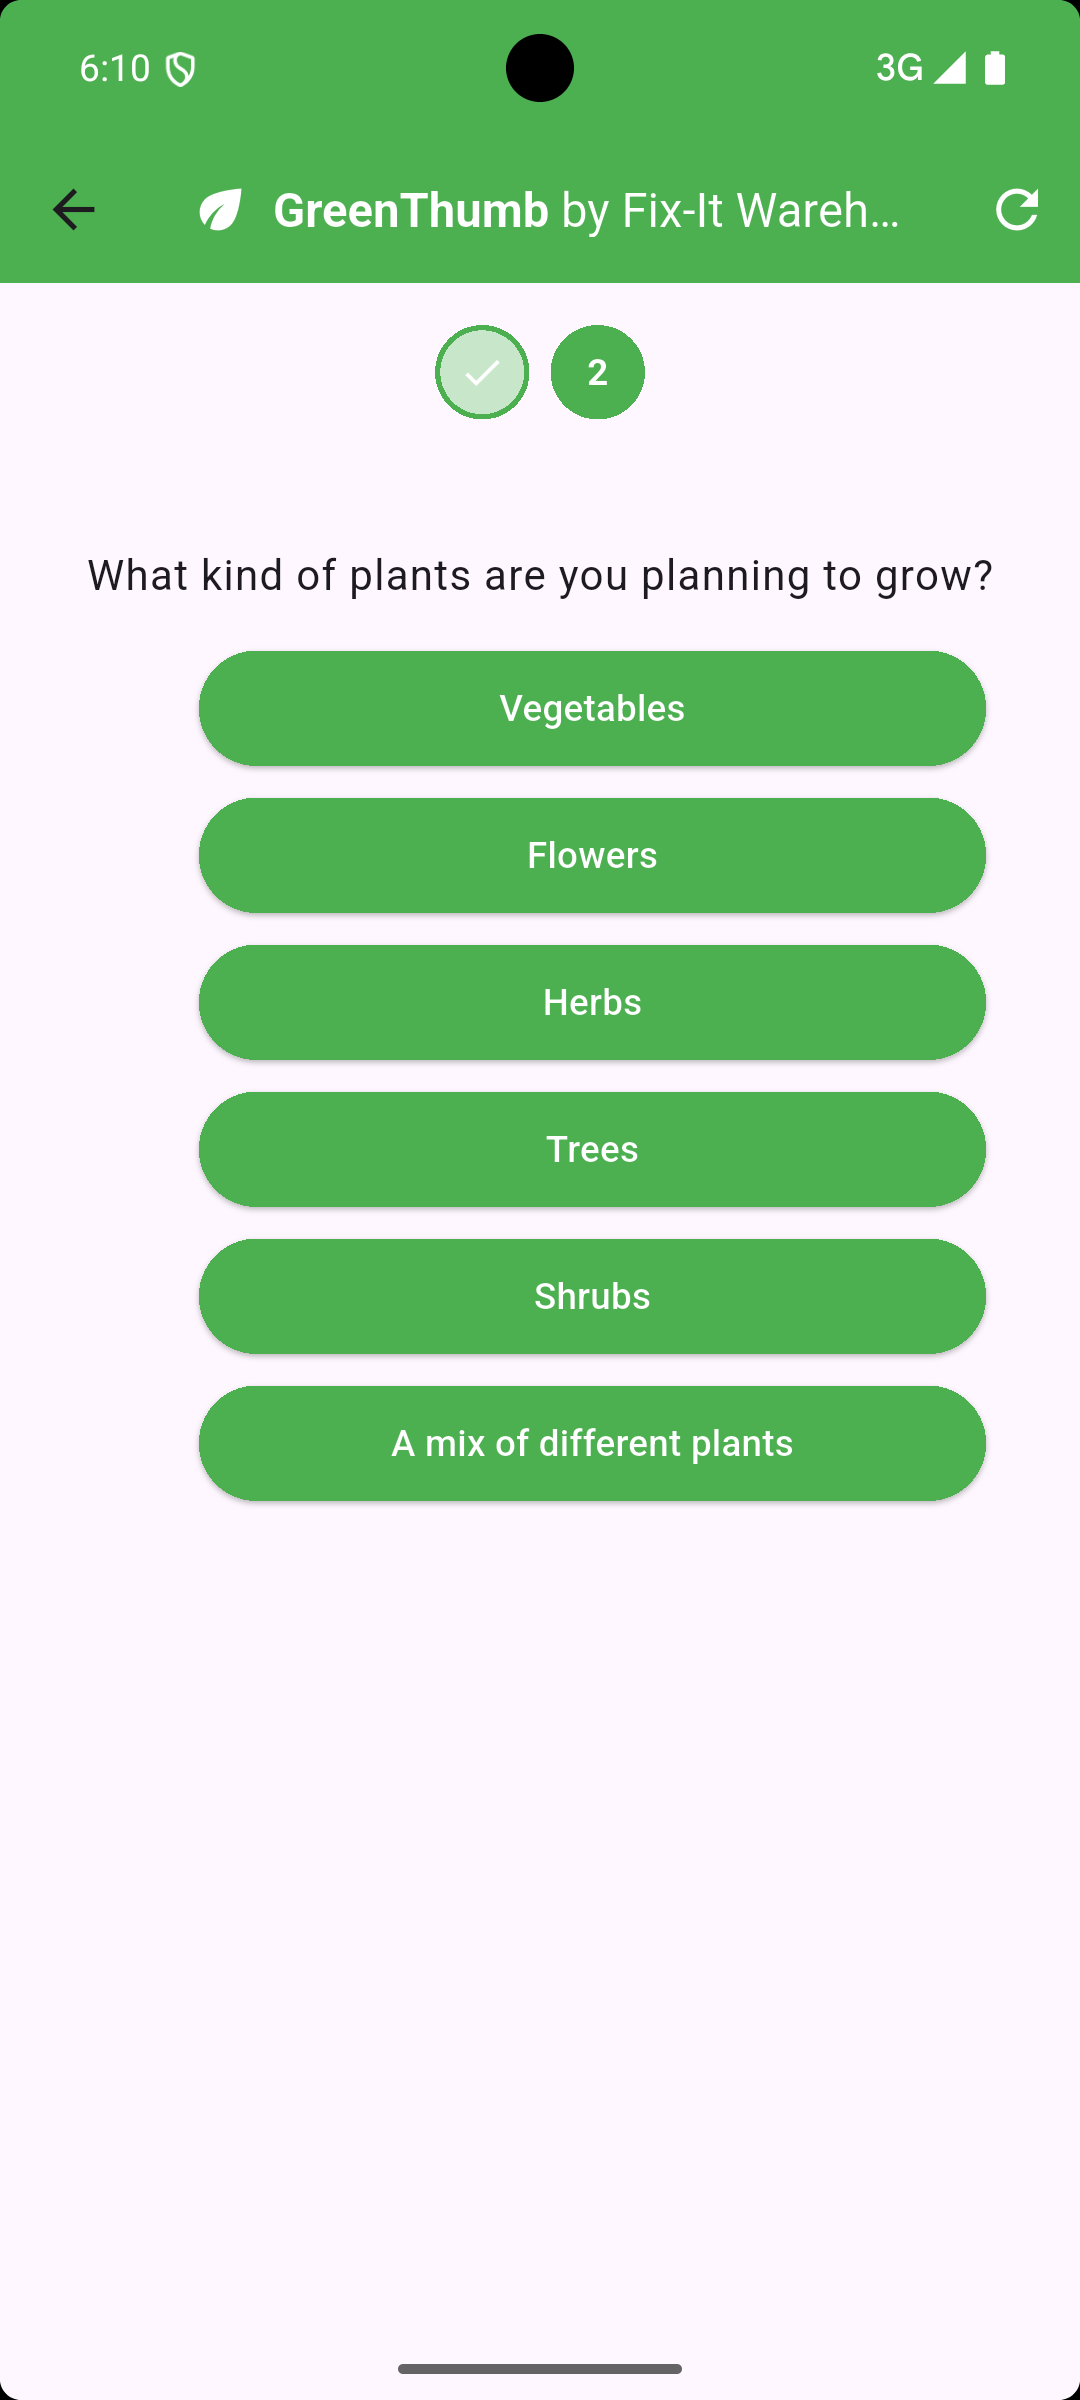 6:10 3G
GreenThumb by Fix-It Wareh...
2
What kind of plants are you planning to grow?
Vegetables
Flowers
Herbs
Trees
Shrubs
A mix of different plants